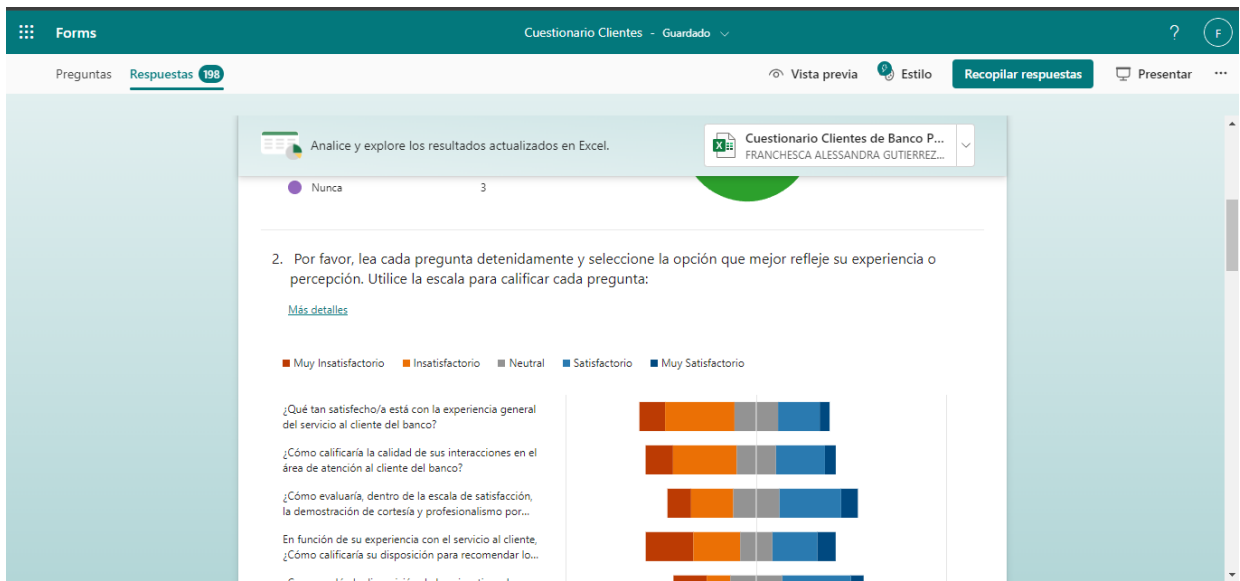 Forms
Cuestionario Clientes - Guardado
?
F
Preguntas
Respuestas 198
Vista previa
Estilo
Recopilar respuestas
Presentar
...
Analice y explore los resultados actualizados en Excel.
Cuestionario Clientes de Banco P...
FRANCHESCA ALESSANDRA GUTIERREZ...
Nunca 3
2. Por favor, lea cada pregunta detenidamente y seleccione la opción que mejor refleje su experiencia o
percepción. Utilice la escala para calificar cada pregunta:
Más detalles
Muy Insatisfactorio Insatisfactorio Neutral Satisfactorio Muy Satisfactorio
¿Qué tan satisfecho/a está con la experiencia general
del servicio al cliente del banco?
¿Cómo calificaría la calidad de sus interacciones en el
área de atención al cliente del banco?
¿Cómo evaluaría, dentro de la escala de satisfacción,
la demostración de cortesía y profesionalismo por...
En función de su experiencia con el servicio al cliente,
¿Cómo calificaría su disposición para recomendar lo...